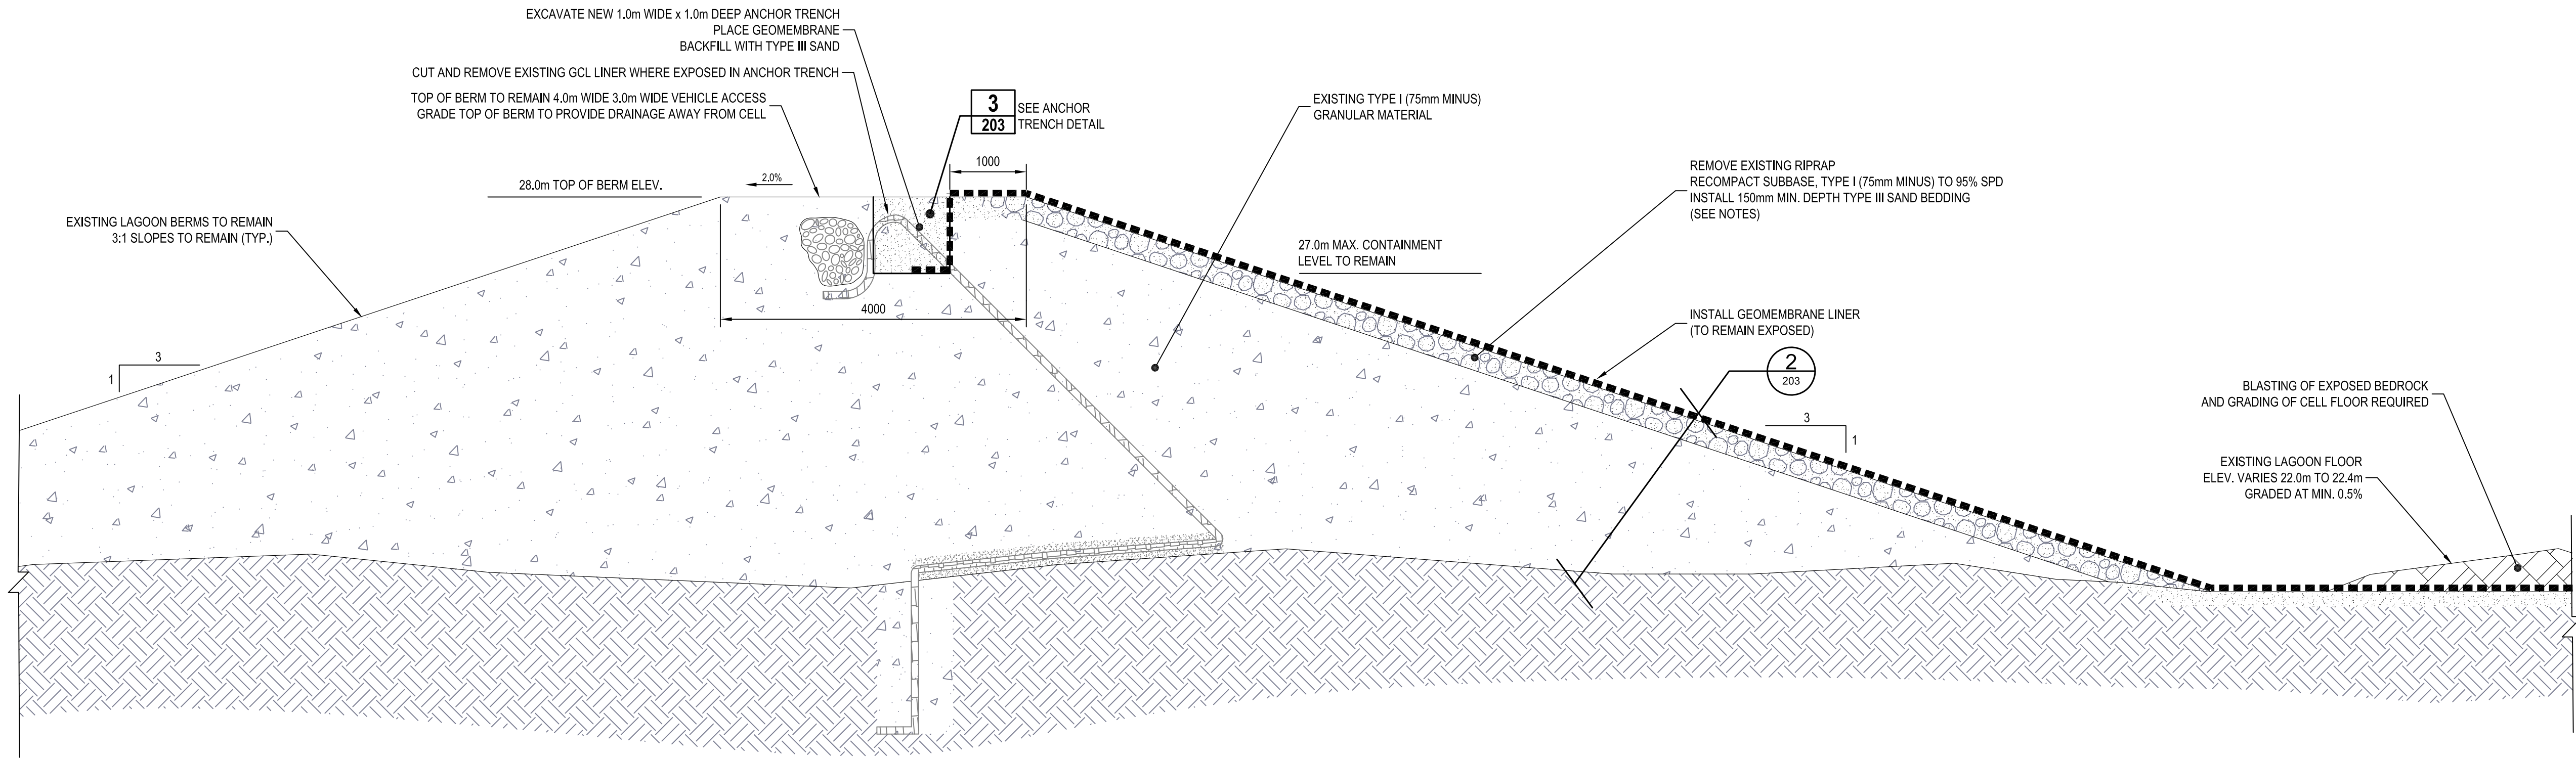 EXCAVATE NEW 1.0m WIDE x 1.0m DEEP ANCHOR TRENCH
PLACE GEOMEMBRANE
BACKFILL WITH TYPE III SAND
CUT AND REMOVE EXISTING GCL LINER WHERE EXPOSED IN ANCHOR TRENCH
TOP OF BERM TO REMAIN 4.0m WIDE 3.0m WIDE VEHICLE ACCESS
GRADE TOP OF BERM TO PROVIDE DRAINAGE AWAY FROM CELL
3
203
SEE ANCHOR
TRENCH DETAIL
EXISTING TYPE I (75mm MINUS)
GRANULAR MATERIAL
1000
2.0%
28.0m TOP OF BERM ELEV.
REMOVE EXISTING RIPRAP
RECOMPACT SUBBASE, TYPE I (75mm MINUS) TO 95% SPD
INSTALL 150mm MIN. DEPTH TYPE III SAND BEDDING
(SEE NOTES)
EXISTING LAGOON BERMS TO REMAIN
3:1 SLOPES TO REMAIN (TYP.)
27.0m MAX. CONTAINMENT
LEVEL TO REMAIN
4000
INSTALL GEOMEMBRANE LINER
(TO REMAIN EXPOSED)
3
1
2
203
BLASTING OF EXPOSED BEDROCK
AND GRADING OF CELL FLOOR REQUIRED
3
1
EXISTING LAGOON FLOOR
ELEV. VARIES 22.0m TO 22.4m
GRADED AT MIN. 0.5%